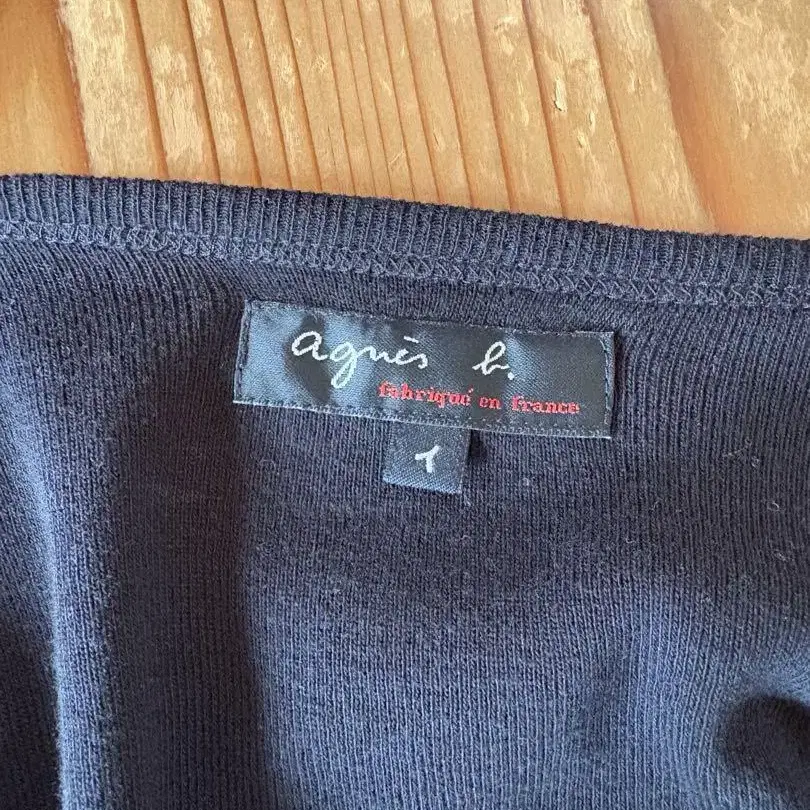 agnès b.
fabriqué en france
1